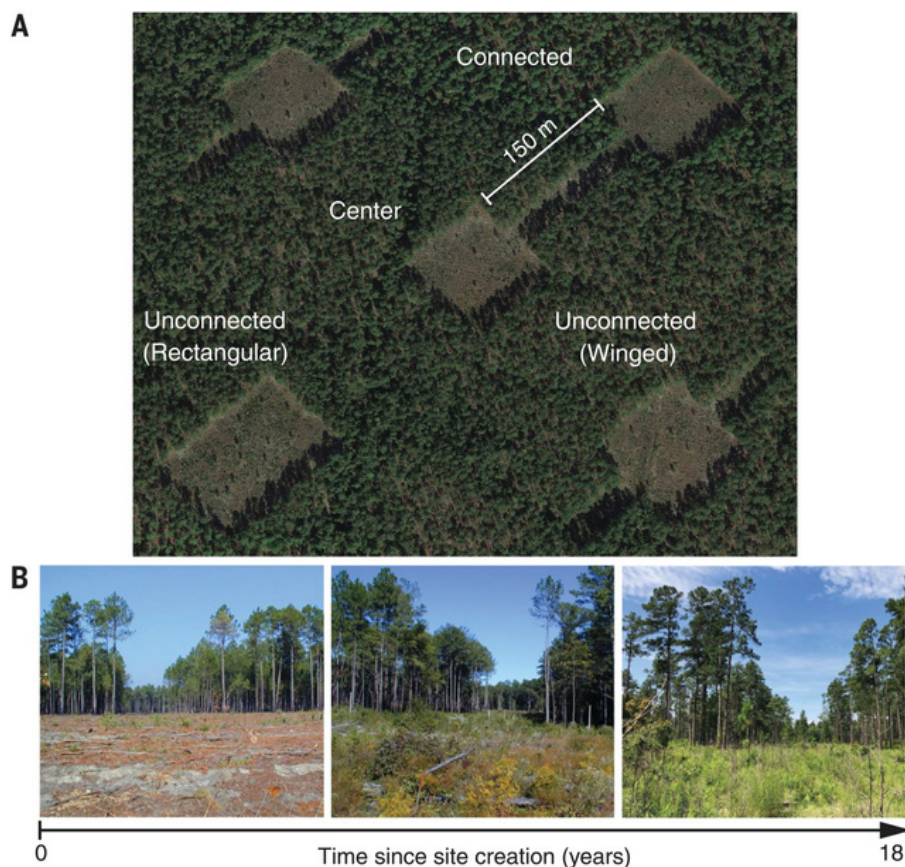 A
Connected
150 m
Center
Unconnected
(Rectangular)
Unconnected
(Winged)
B
0
Time since site creation (years)
18